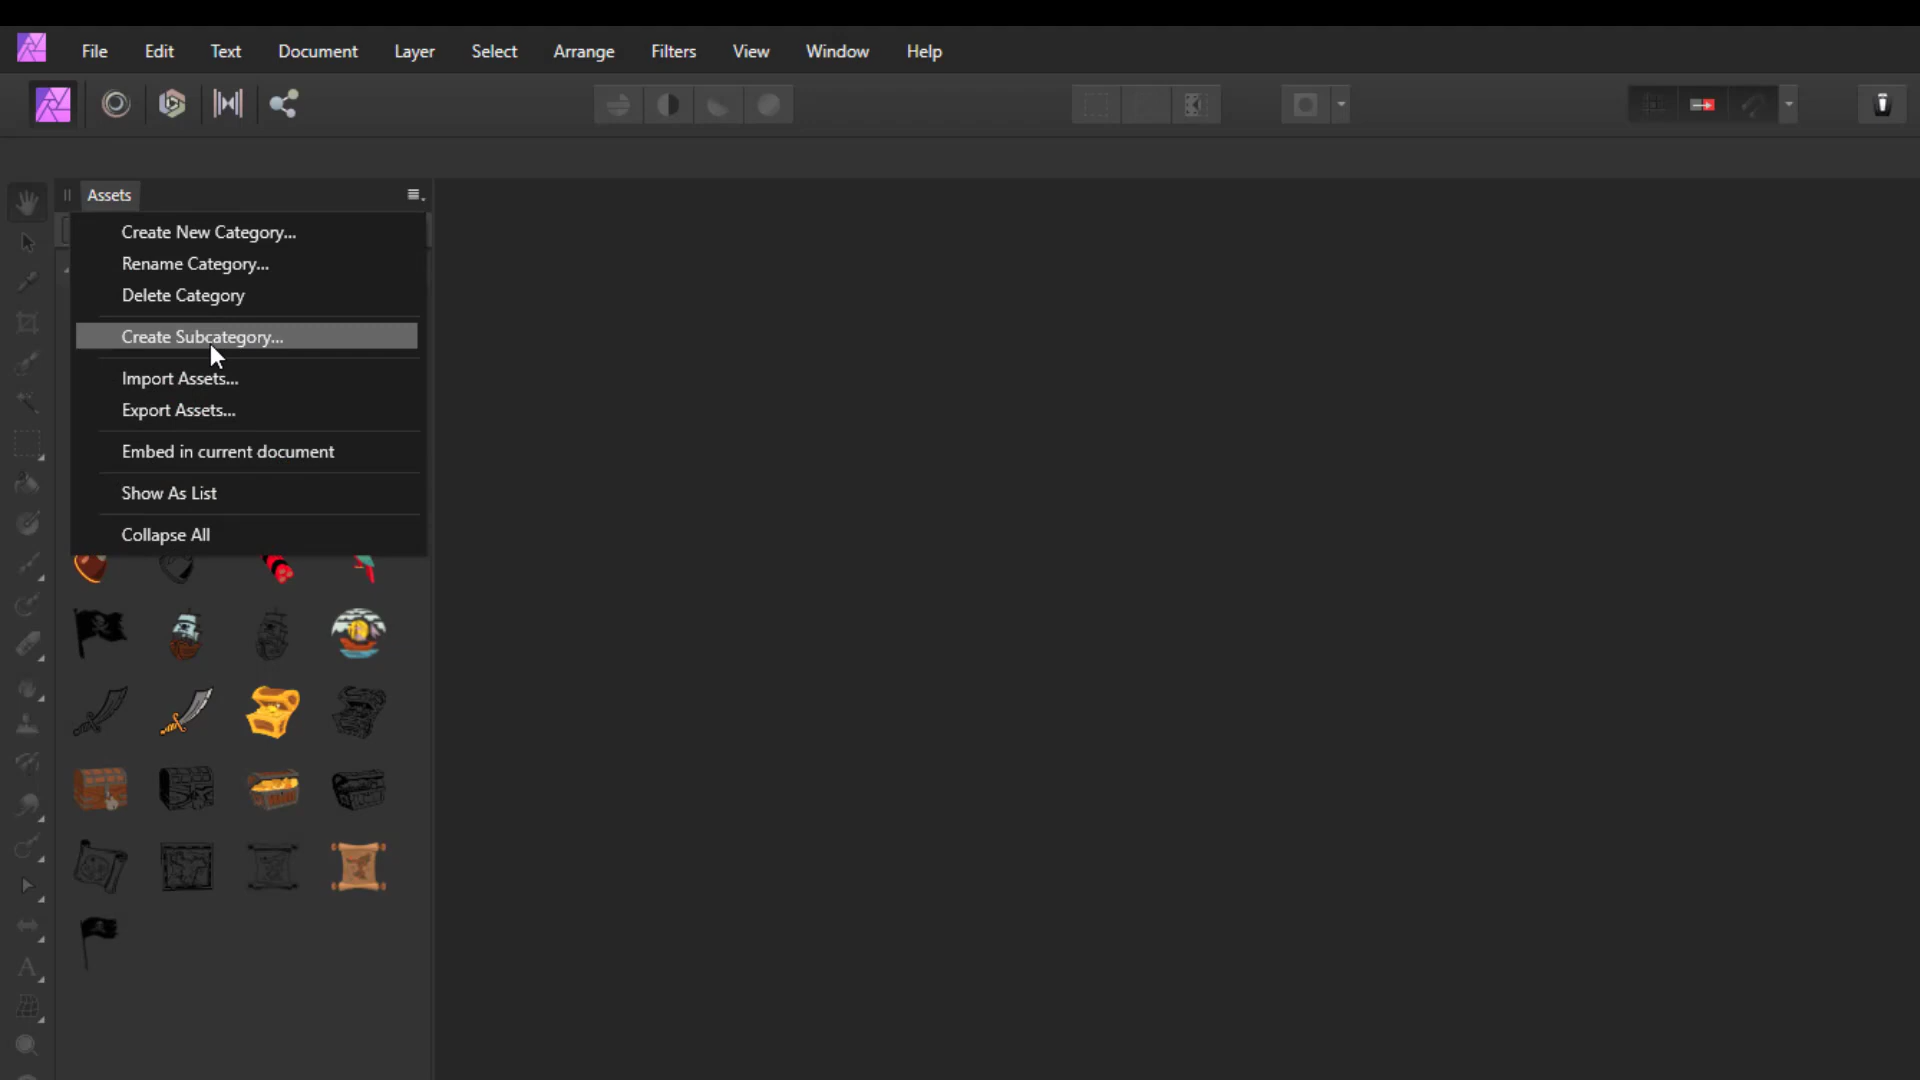 File Edit Text Document Layer Select Arrange Filters View Window Help
Assets
Create New Category...
Rename Category...
Delete Category
Create Subcategory...
Import Assets...
Export Assets...
Embed in current document
Show As List
Collapse All